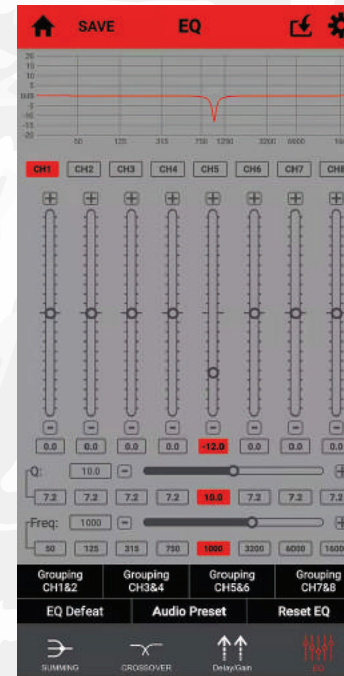 SAVE EQ
20
15
10
5
0dB
-5
-10
-15
-20
50 125 315 750 1250 3200 6000
CH1 CH2 CH3 CH4 CH5 CH6 CH7 CH8
0.0 0.0 0.0 0.0 -12.0 0.0 0.0 0.0
Q: 10.0
7.2 7.2 7.2 7.2 10.0 7.2 7.2 7.2
Freq: 1000
50 125 315 750 1000 3200 6000 1600
Grouping Grouping Grouping Grouping
CH1&2 CH3&4 CH5&6 CH7&8
EQ Defeat Audio Preset Reset EQ
SUMMING CROSSOVER Delay/Gain EQ